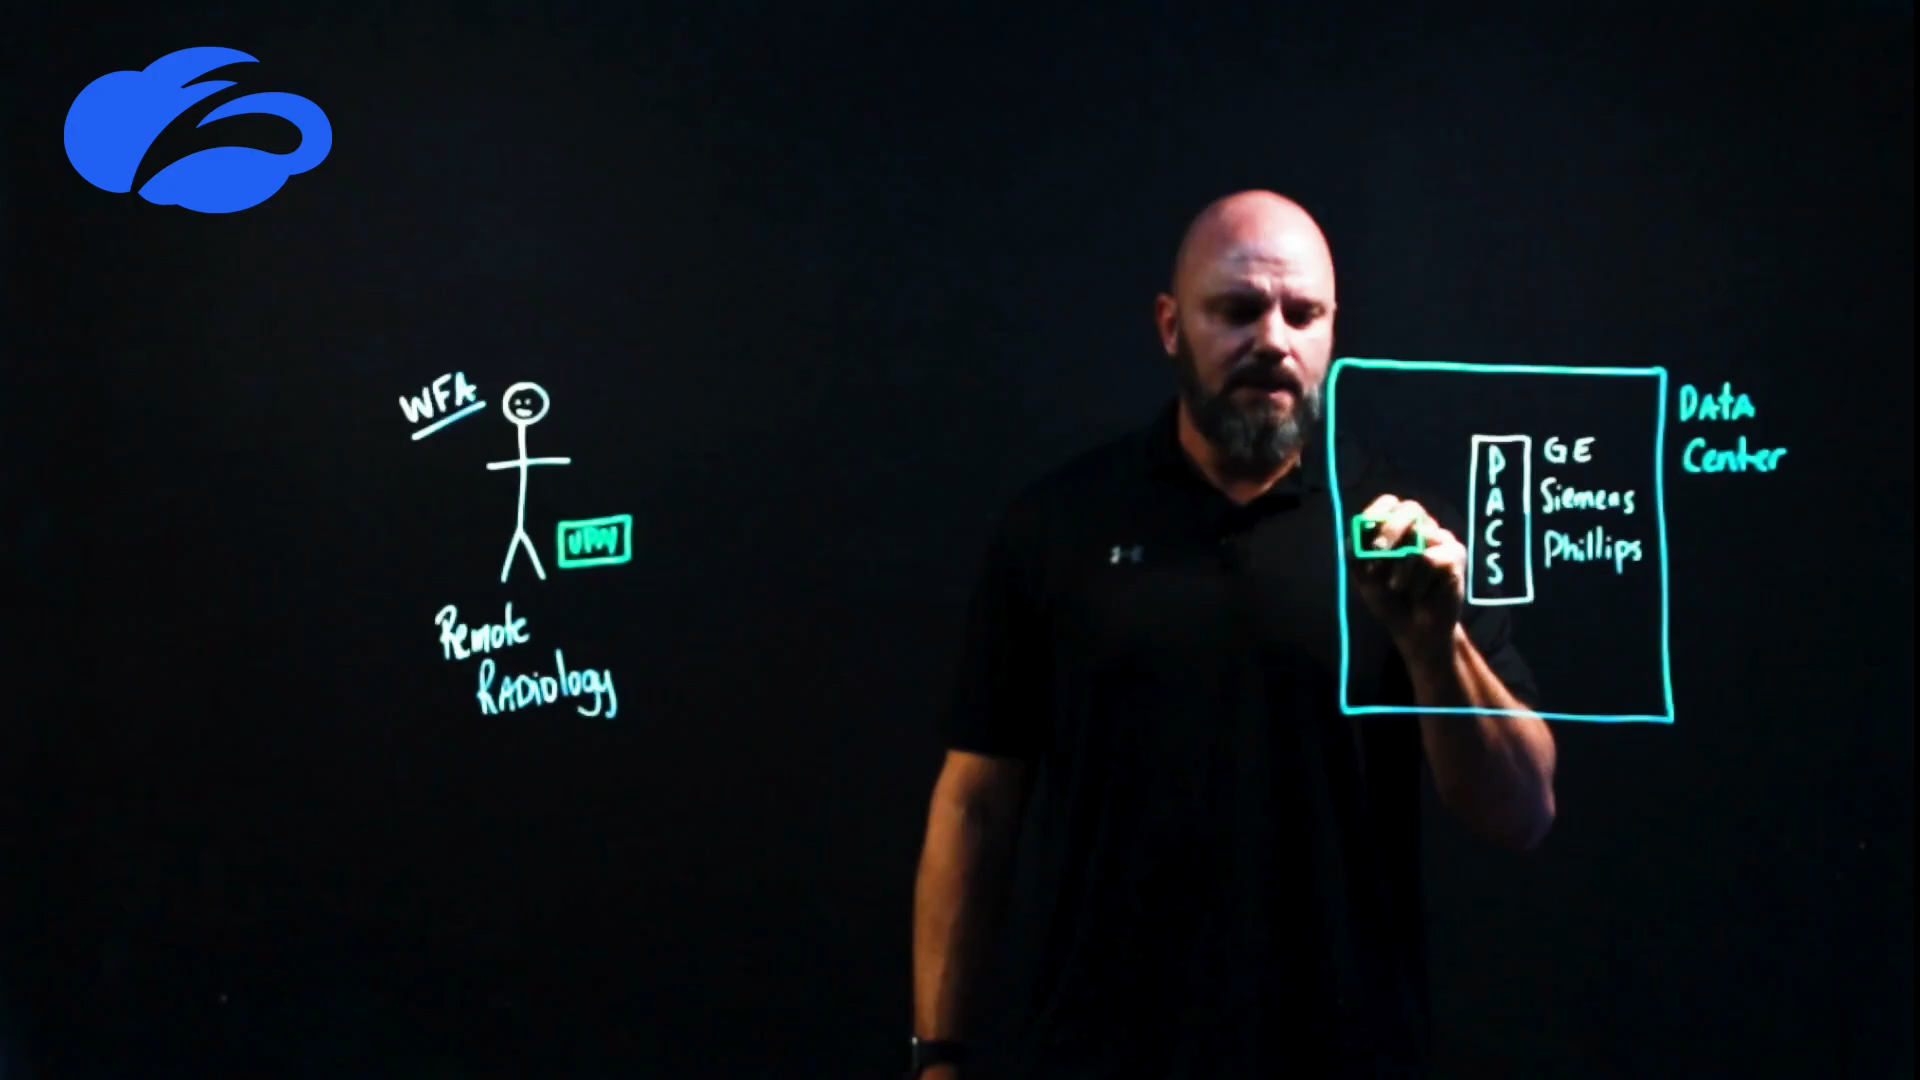 WFA
VPN
Remote
RADiology
DAtA
Center
PACS
GE
Siemens
Phillips